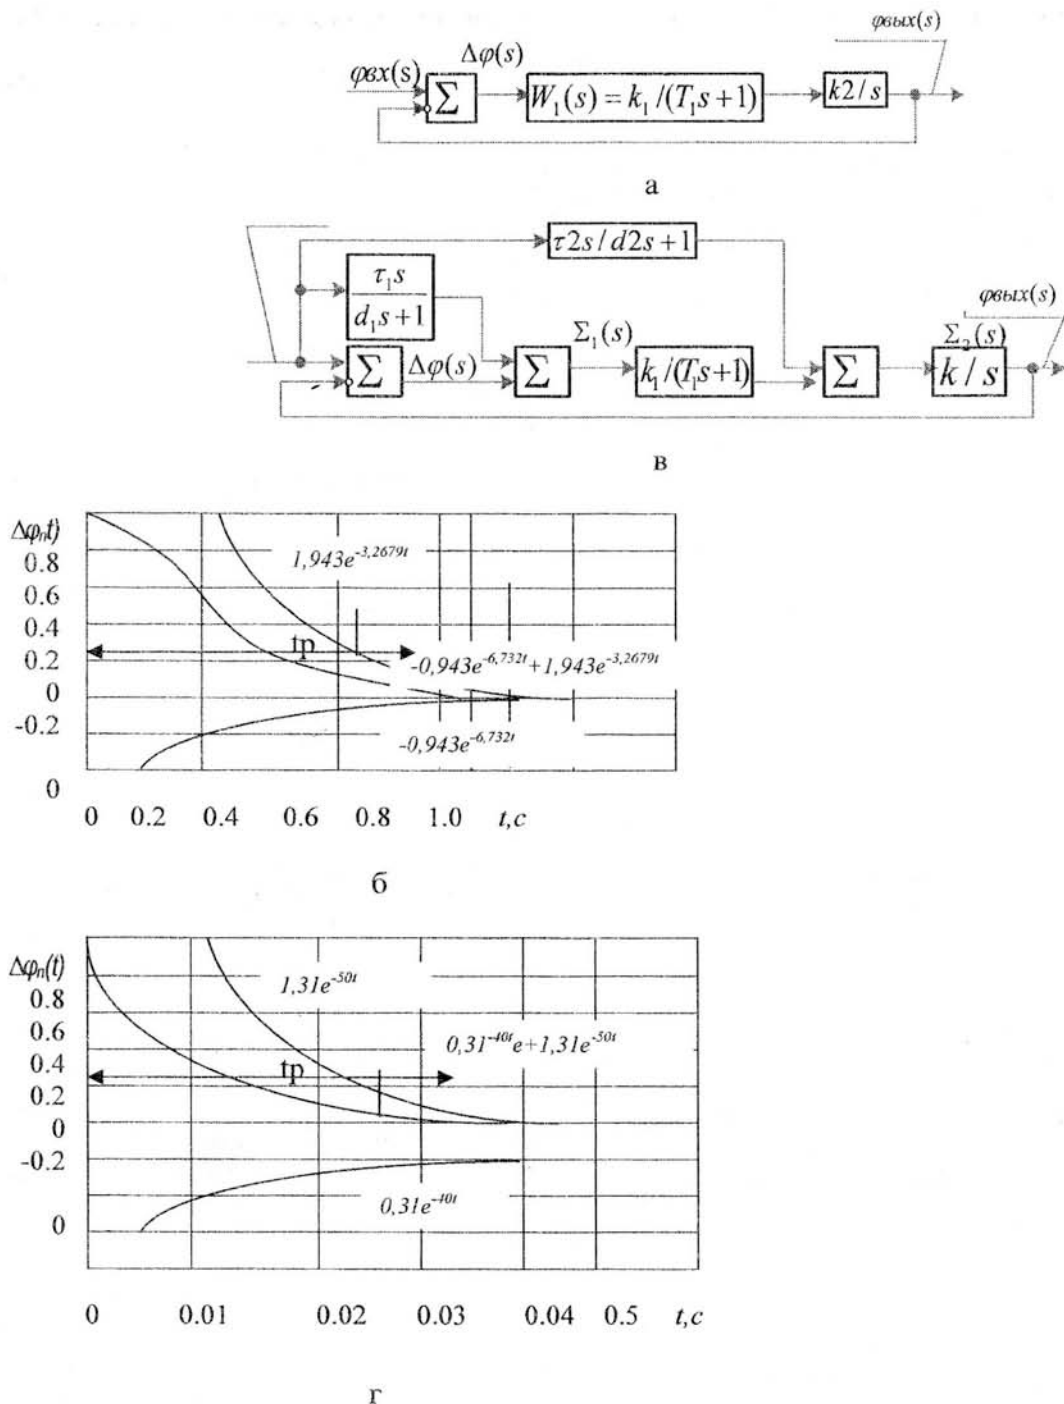 φвых(s)
Δφ(s)
φвх(s)
Σ
W₁(s) = k₁ /(T₁s+1)
k2/s
а
τ2s/d2s+1
τ₁s
d₁s+1
φвых(s)
Σ₁(s)
Σ₂(s)
Σ
Δφ(s)
Σ
k₁/(T₁s+1)
Σ
k/s
в
Δφₙt)
0.8
0.6
0.4
0.2
0
-0.2
0
1,943e^-3,2679t
tp
-0,943e^-6,732t+1,943e^-3,2679t
-0,943e^-6,732t
0 0.2 0.4 0.6 0.8 1.0 t,c
б
Δφₙ(t)
0.8
0.6
0.4
0.2
0
-0.2
0
1,31e^-50t
0,31^-40t e+1,31e^-50t
tp
0,31e^-40t
0 0.01 0.02 0.03 0.04 0.5 t,c
г